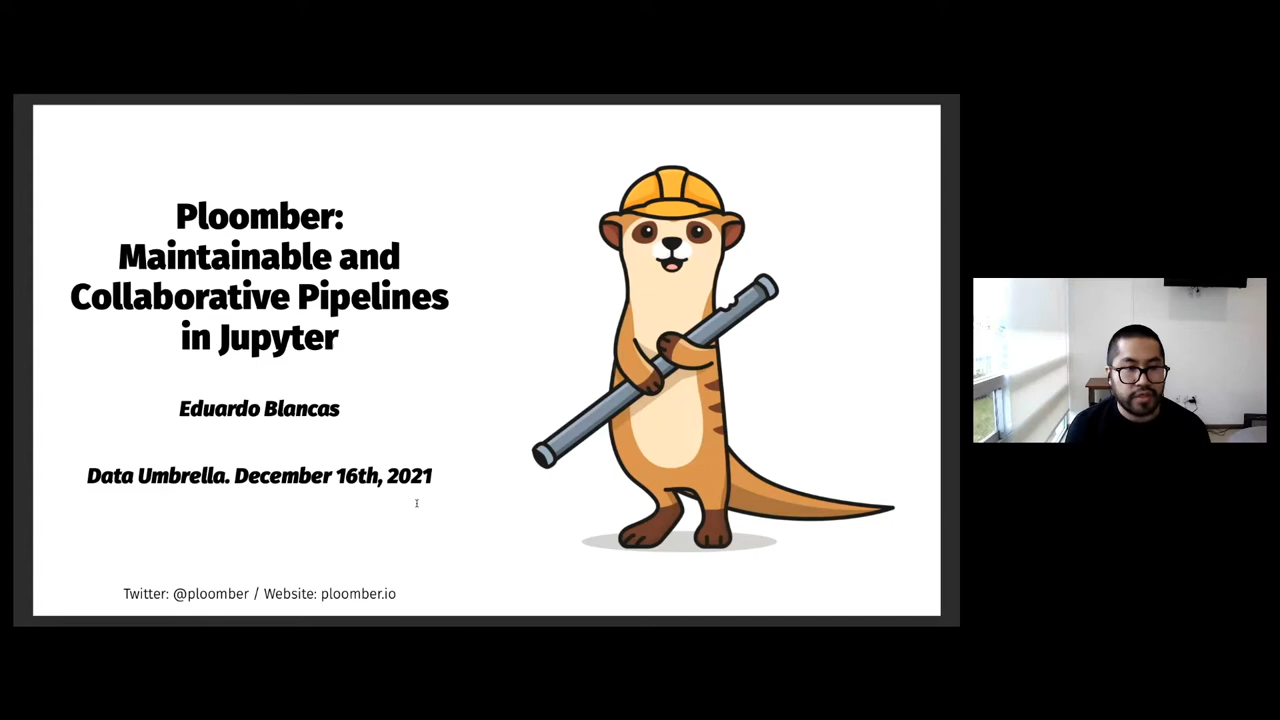 Ploomber:
Maintainable and
Collaborative Pipelines
in Jupyter
Eduardo Blancas
Data Umbrella. December 16th, 2021
Twitter: @ploomber / Website: ploomber.io